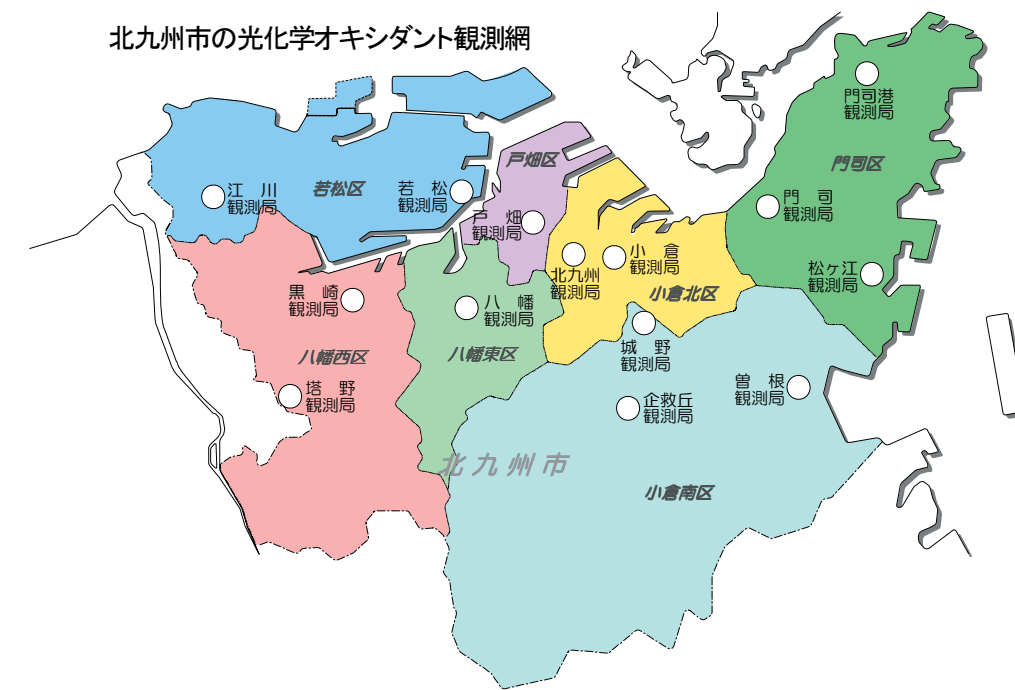 北九州市の光化学オキシダント観測網
門司港
観測局
戸畑区
門司区
江川
観測局
若松区
若松
観測局
門司
観測局
戸畑
観測局
小倉
観測局
北九州
観測局
松ヶ江
観測局
小倉北区
黒崎
観測局
八幡
観測局
城野
観測局
八幡西区
八幡東区
塔野
観測局
曽根
観測局
企救丘
観測局
北九州市
小倉南区